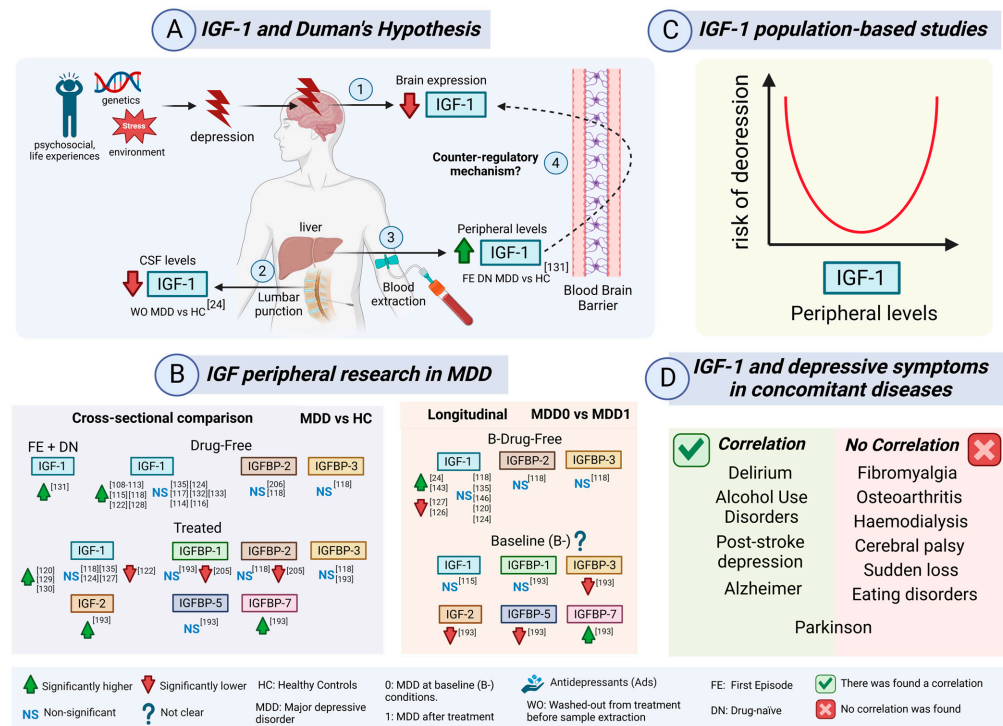 A
IGF-1 and Duman's Hypothesis
genetics
Stress
psychosocial,
life experiences
environment
depression
1
Brain expression
IGF-1
Counter-regulatory
mechanism?
4
liver
3
Peripheral levels
IGF-1
[131]
FE DN MDD vs HC
CSF levels
IGF-1
[24]
WO MDD vs HC
2
Lumbar
punction
Blood
extraction
Blood Brain
Barrier
C
IGF-1 population-based studies
risk of deoression
IGF-1
Peripheral levels
B
IGF peripheral research in MDD
Cross-sectional comparison MDD vs HC
FE + DN
Drug-Free
IGF-1
[131]
IGF-1
[108-113]
[115][118]
[122][128]
NS
[135][124]
[117][132][133]
[114][116]
IGFBP-2
NS
[206]
[118]
IGFBP-3
NS [118]
Treated
IGF-1
[120]
[129]
[130]
NS
[118][135]
[124][127]
[122]
IGFBP-1
NS [193]
[205]
IGFBP-2
NS [118]
[205]
IGFBP-3
NS
[118]
[193]
IGF-2
[193]
IGFBP-5
NS [193]
IGFBP-7
[193]
Longitudinal MDD0 vs MDD1
B-Drug-Free
IGF-1
[24]
[143]
[127]
[126]
NS
[118]
[135]
[146]
[120]
[124]
IGFBP-2
NS [118]
IGFBP-3
NS [118]
Baseline (B-) ?
IGF-1
NS [115]
IGFBP-1
NS [193]
IGFBP-3
[193]
IGF-2
[193]
IGFBP-5
[193]
IGFBP-7
[193]
D
IGF-1 and depressive symptoms
in concomitant diseases
Correlation
Delirium
Alcohol Use
Disorders
Post-stroke
depression
Alzheimer
No Correlation
Fibromyalgia
Osteoarthritis
Haemodialysis
Cerebral palsy
Sudden loss
Eating disorders
Parkinson
Significantly higher
Significantly lower
NS Non-significant
? Not clear
HC: Healthy Controls
MDD: Major depressive
disorder
0: MDD at baseline (B-)
conditions.
1: MDD after treatment
Antidepressants (Ads)
WO: Washed-out from treatment
before sample extraction
FE: First Episode
DN: Drug-naïve
There was found a correlation
No correlation was found